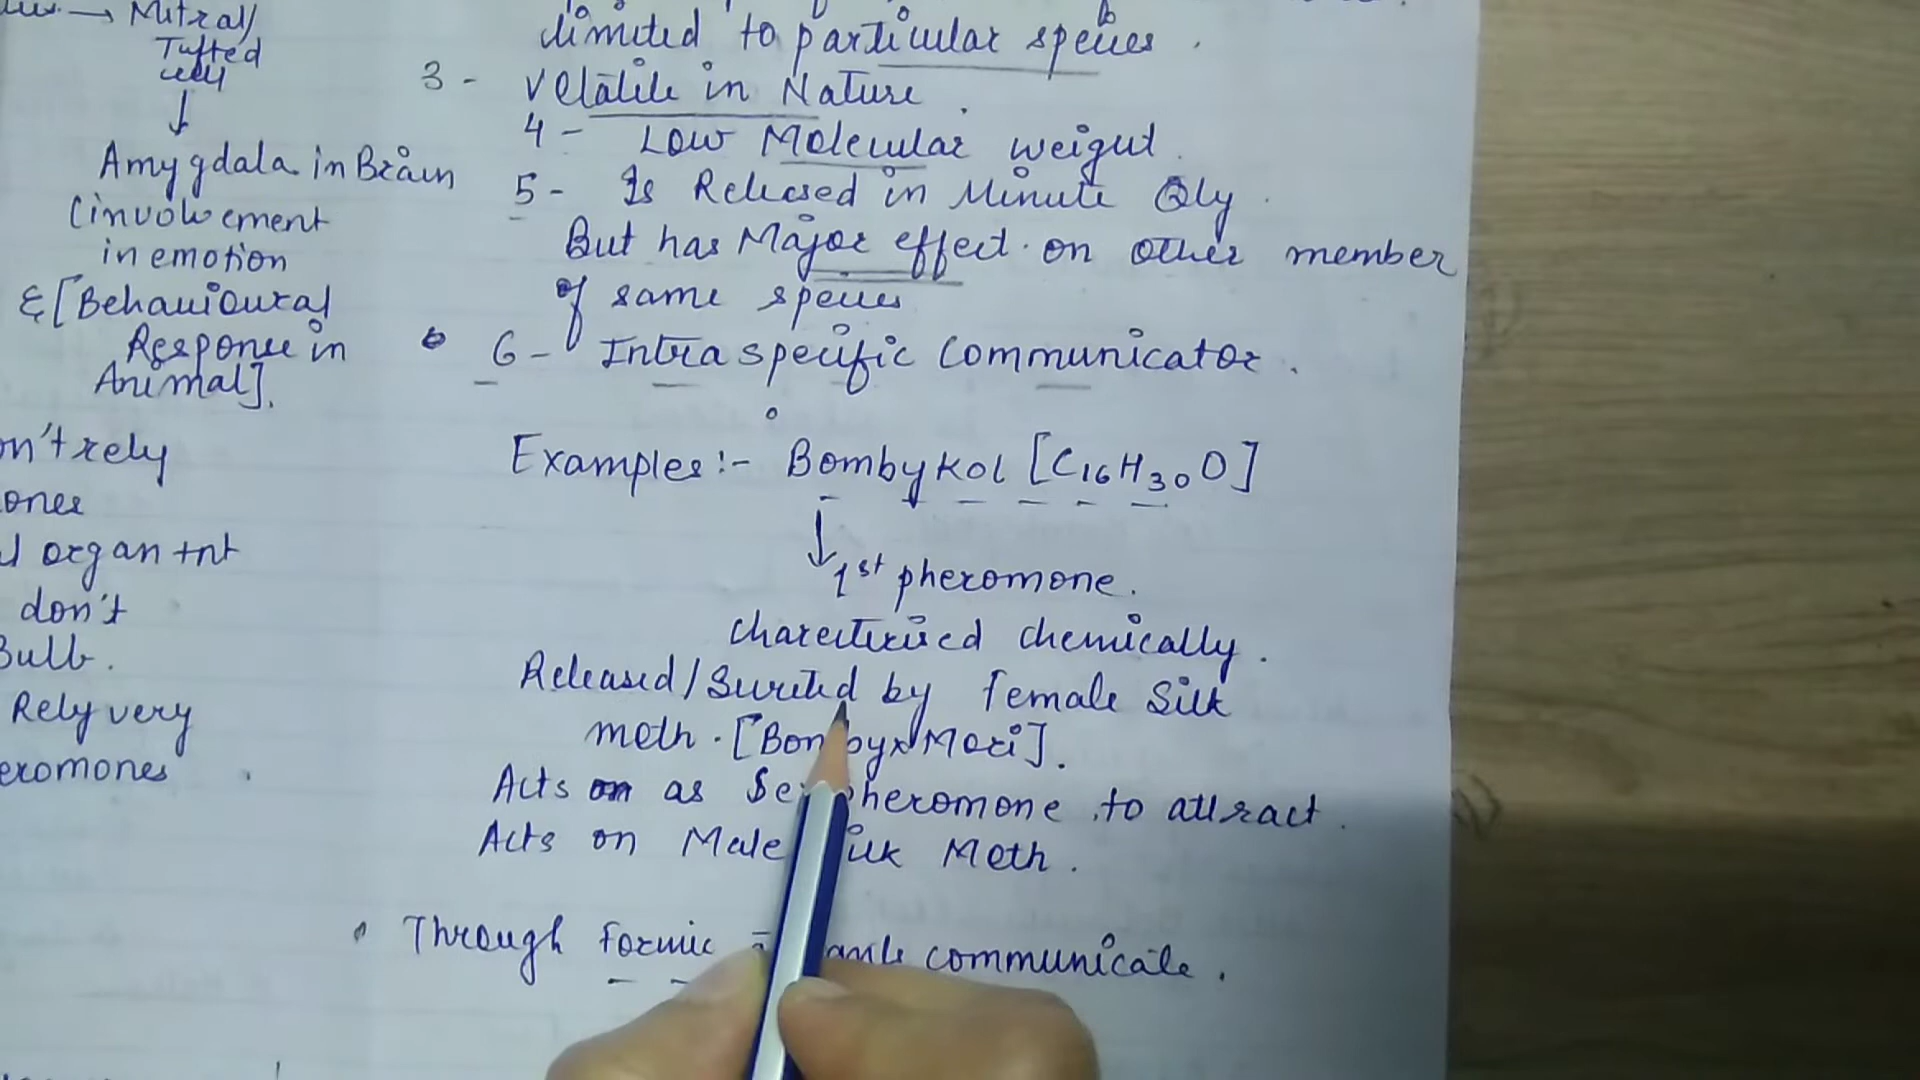 → Mitral/
Tufted
cell
↓
Amygdala in Brain
(involvement
in emotion
& [Behavioural
Response in
Animal].
on't rely
ones
l organ tnt
don't
Bulb.
Rely very
eromones
limited to particular species.
3 - Volatile in Nature.
4 - Low Molecular weight.
5 - Is Released in Minute Qty.
But has Major effect on other member
of same species
6 - Intra specific Communicator.
Examples:- Bombykol [C16H30O]
↓ 1st pheromone.
charecterised chemically.
Released/Secreted by female Silk
moth. [Bombyx Mori].
Acts as Sex pheromone to attract.
Acts on Male Silk Moth.
Through formic communicate.